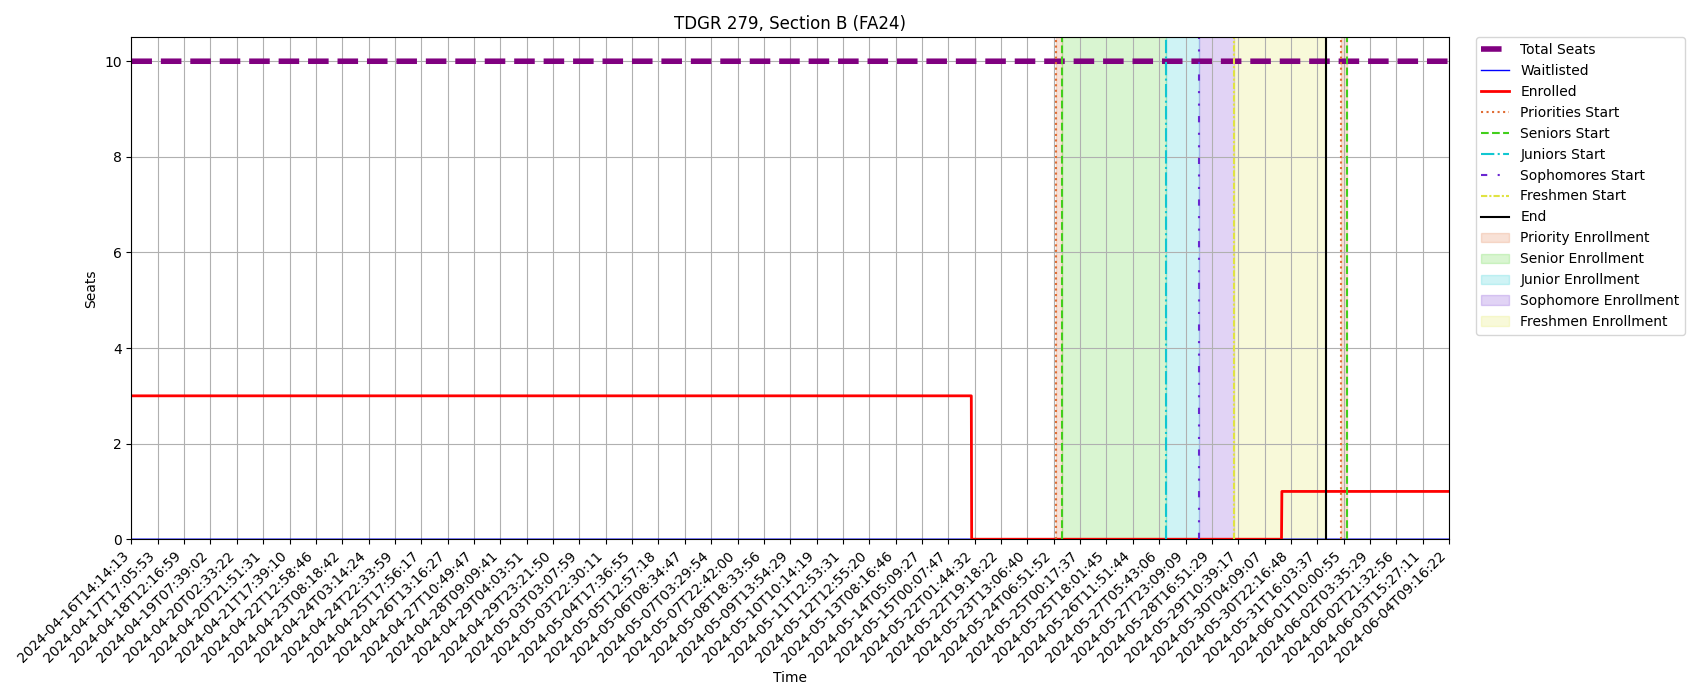 TDGR 279, Section B (FA24)
Total Seats
Waitlisted
Enrolled
Priorities Start
Seniors Start
Juniors Start
Sophomores Start
Freshmen Start
End
Priority Enrollment
Senior Enrollment
Junior Enrollment
Sophomore Enrollment
Freshmen Enrollment
Seats
10
8
6
4
2
0
2024-04-16T14:14:13
2024-04-17T17:05:53
2024-04-18T12:16:59
2024-04-19T07:39:02
2024-04-20T02:33:22
2024-04-20T21:51:31
2024-04-21T17:39:10
2024-04-22T12:58:46
2024-04-23T08:18:42
2024-04-24T03:14:24
2024-04-24T22:33:59
2024-04-25T17:56:17
2024-04-26T13:16:27
2024-04-27T10:49:47
2024-04-28T09:09:41
2024-04-29T04:03:51
2024-04-29T23:21:50
2024-05-03T03:07:59
2024-05-03T22:30:11
2024-05-04T17:36:55
2024-05-05T12:57:18
2024-05-06T08:34:47
2024-05-07T03:29:54
2024-05-07T22:42:00
2024-05-08T18:33:56
2024-05-09T13:54:29
2024-05-10T10:14:19
2024-05-11T12:53:31
2024-05-12T12:55:20
2024-05-13T08:16:46
2024-05-14T05:09:27
2024-05-15T00:07:47
2024-05-22T01:44:32
2024-05-22T19:18:22
2024-05-23T13:06:40
2024-05-24T06:51:52
2024-05-25T00:17:37
2024-05-25T18:01:45
2024-05-26T11:51:44
2024-05-27T05:43:06
2024-05-27T23:09:09
2024-05-28T16:51:29
2024-05-29T10:39:17
2024-05-30T04:09:07
2024-05-30T22:16:48
2024-05-31T16:03:37
2024-06-01T10:00:55
2024-06-02T03:35:29
2024-06-02T21:32:56
2024-06-03T15:27:11
2024-06-04T09:16:22
Time